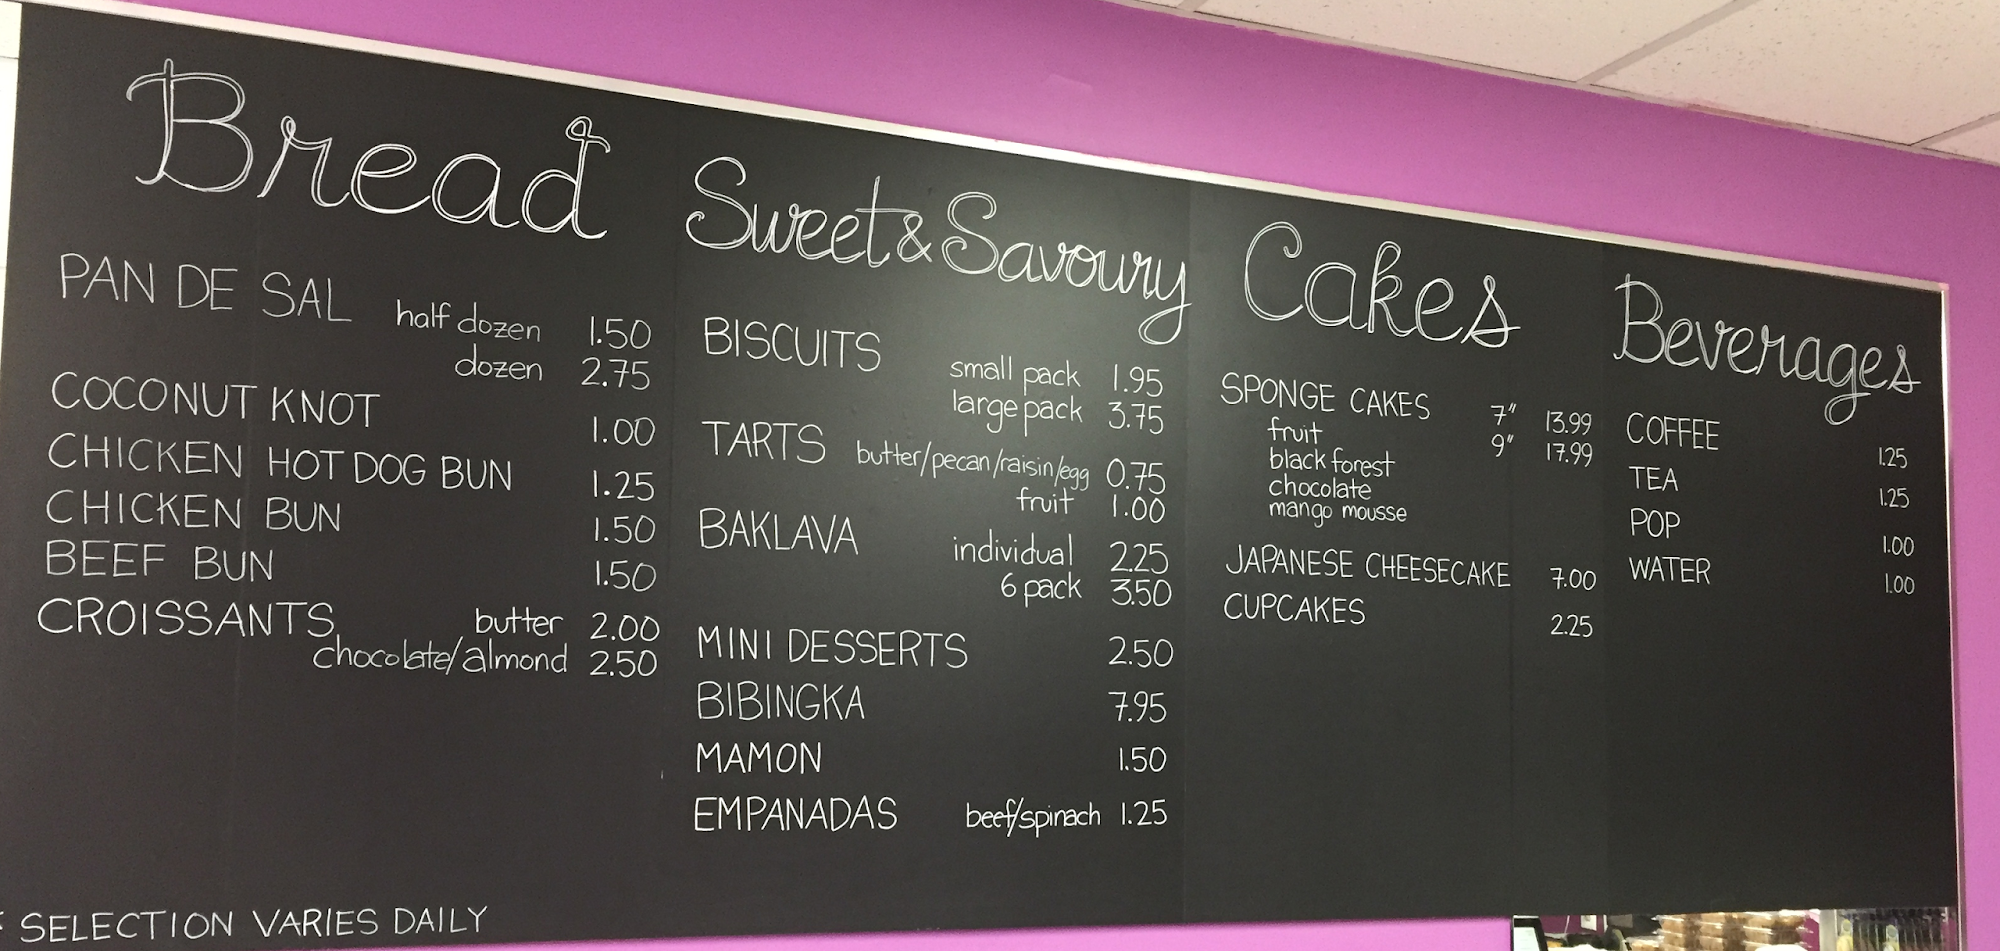 Bread
PAN DE SAL half dozen 1.50
dozen 2.75
COCONUT KNOT 1.00
CHICKEN HOT DOG BUN 1.25
CHICKEN BUN 1.50
BEEF BUN 1.50
CROISSANTS butter 2.00
chocolate/almond 2.50
SELECTION VARIES DAILY
Sweet & Savoury
BISCUITS small pack 1.95
large pack 3.75
TARTS butter/pecan/raisin/egg 0.75
fruit 1.00
BAKLAVA individual 2.25
6 pack 3.50
MINI DESSERTS 2.50
BIBINGKA 7.95
MAMON 1.50
EMPANADAS beef/spinach 1.25
Cakes
SPONGE CAKES 7" 13.99
fruit 9" 17.99
black forest
chocolate
mango mousse
JAPANESE CHEESECAKE 7.00
CUPCAKES 2.25
Beverages
COFFEE 1.25
TEA 1.25
POP 1.00
WATER 1.00